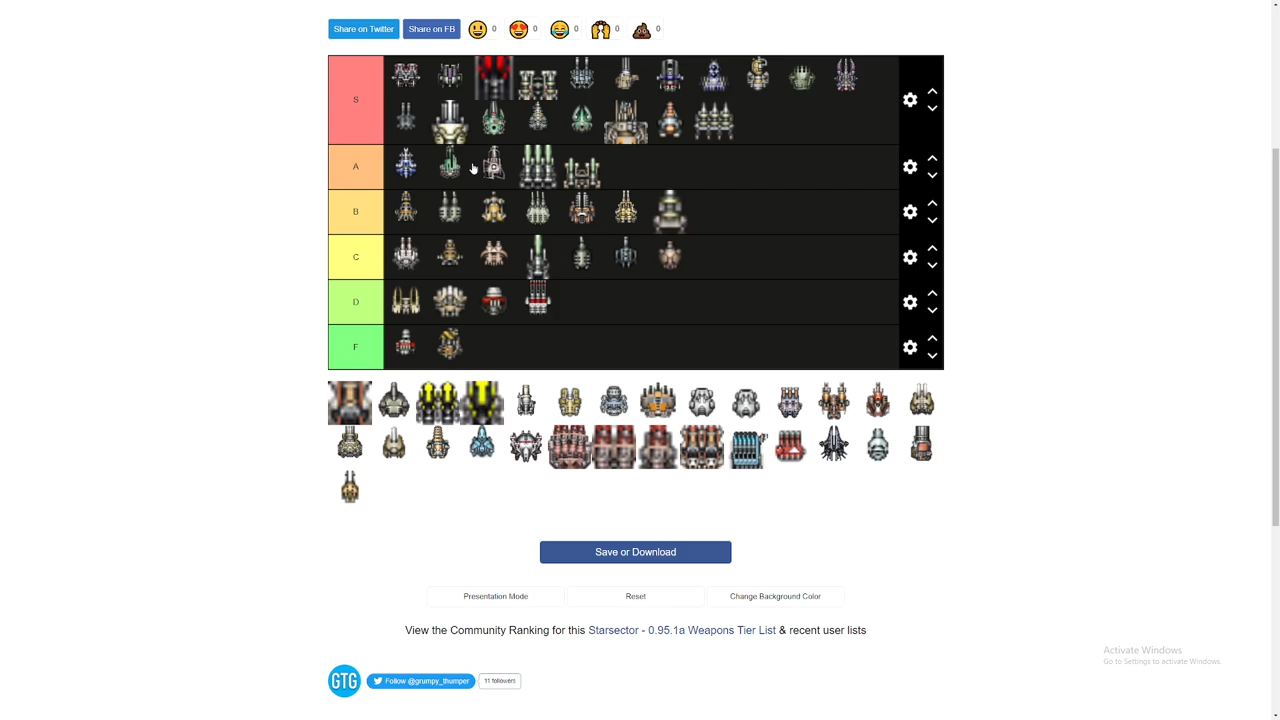 Share on Twitter Share on FB 0 0 0 0 0
S
A
B
C
D
F
Save or Download
Presentation Mode Reset Change Background Color
View the Community Ranking for this Starsector - 0.95.1a Weapons Tier List & recent user lists
Activate Windows
Go to Settings to activate Windows.
GTG Follow @grumpy_thumper 11 followers